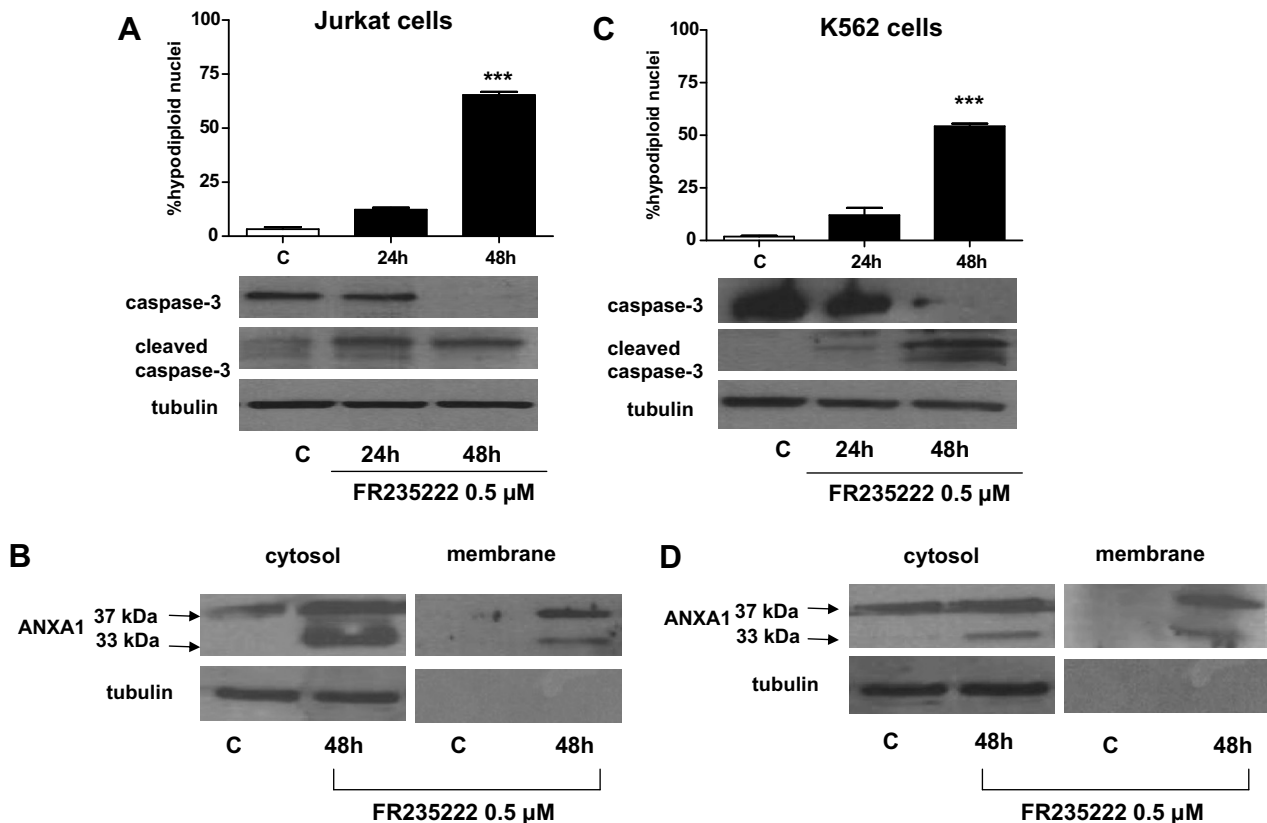 A
Jurkat cells
%hypodiploid nuclei
100
75
50
25
0
***
C
24h
48h
caspase-3
cleaved
caspase-3
tubulin
C
24h
48h
FR235222 0.5 µM
C
K562 cells
%hypodiploid nuclei
100
75
50
25
0
***
C
24h
48h
caspase-3
cleaved
caspase-3
tubulin
C
24h
48h
FR235222 0.5 µM
B
cytosol
membrane
ANXA1
37 kDa
33 kDa
tubulin
C
48h
C
48h
FR235222 0.5 µM
D
cytosol
membrane
ANXA1
37 kDa
33 kDa
tubulin
C
48h
C
48h
FR235222 0.5 µM